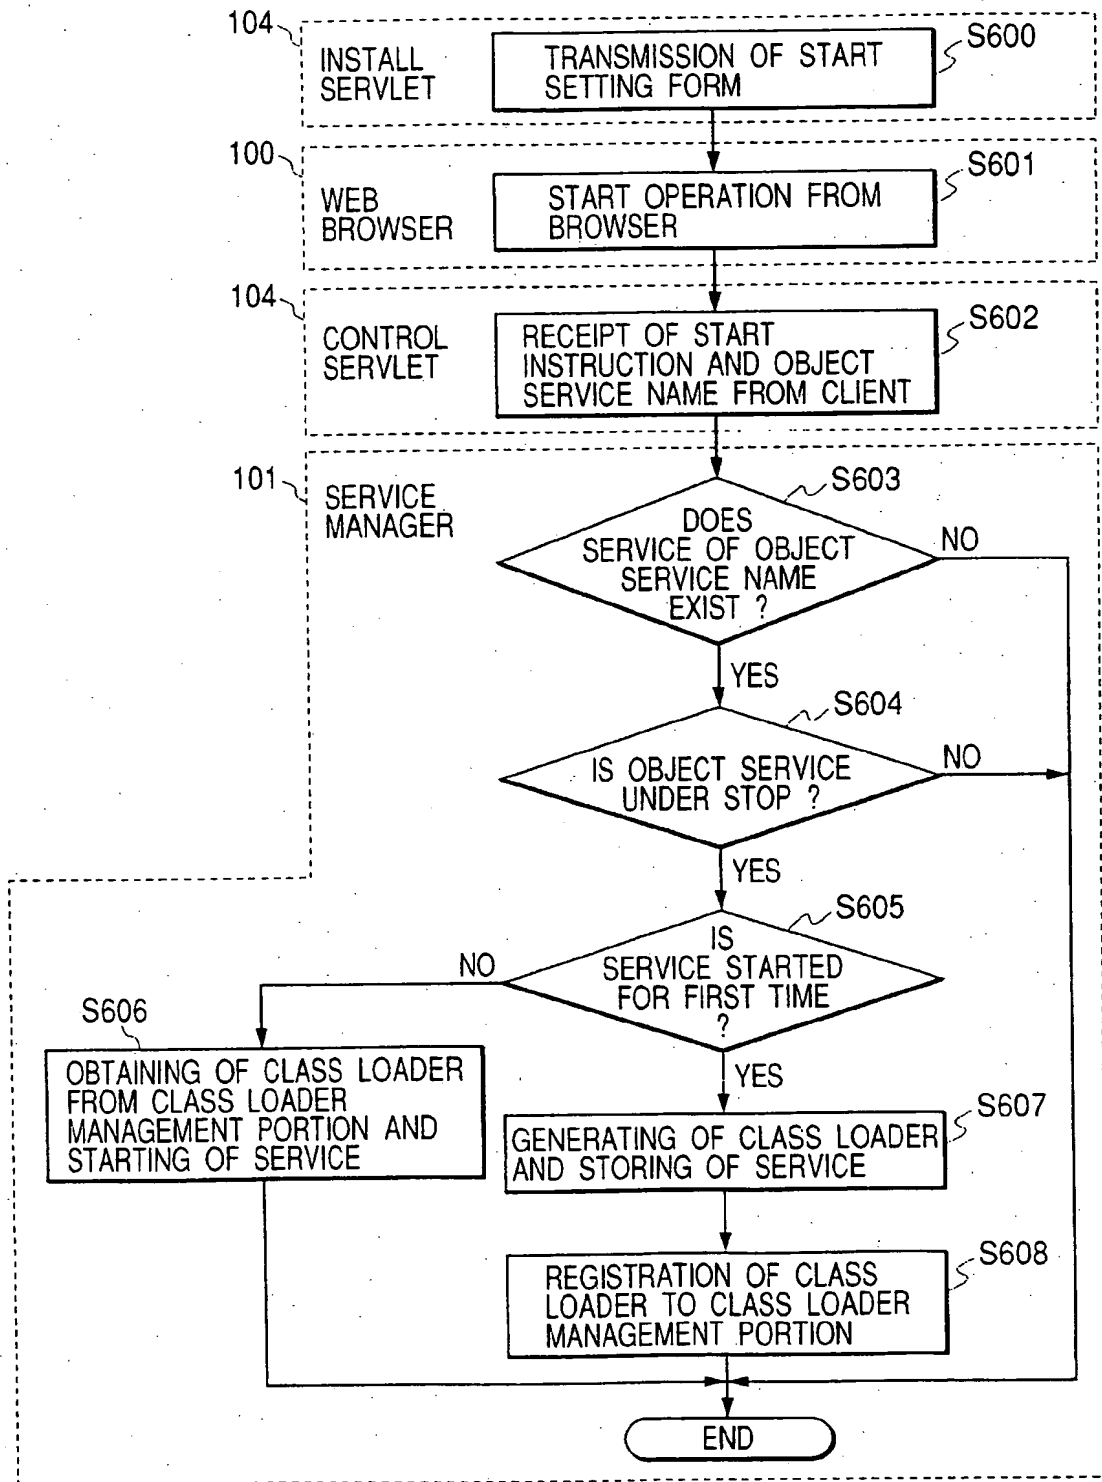 104
INSTALL
SERVLET
TRANSMISSION OF START
SETTING FORM
S600
100
WEB
BROWSER
START OPERATION FROM
BROWSER
S601
104
CONTROL
SERVLET
RECEIPT OF START
INSTRUCTION AND OBJECT
SERVICE NAME FROM CLIENT
S602
101
SERVICE
MANAGER
S603
DOES
SERVICE OF OBJECT
SERVICE NAME
EXIST ?
NO
YES
S604
IS OBJECT SERVICE
UNDER STOP ?
NO
YES
S605
IS
SERVICE STARTED
FOR FIRST TIME
?
NO
YES
S606
OBTAINING OF CLASS LOADER
FROM CLASS LOADER
MANAGEMENT PORTION AND
STARTING OF SERVICE
S607
GENERATING OF CLASS LOADER
AND STORING OF SERVICE
S608
REGISTRATION OF CLASS
LOADER TO CLASS LOADER
MANAGEMENT PORTION
END